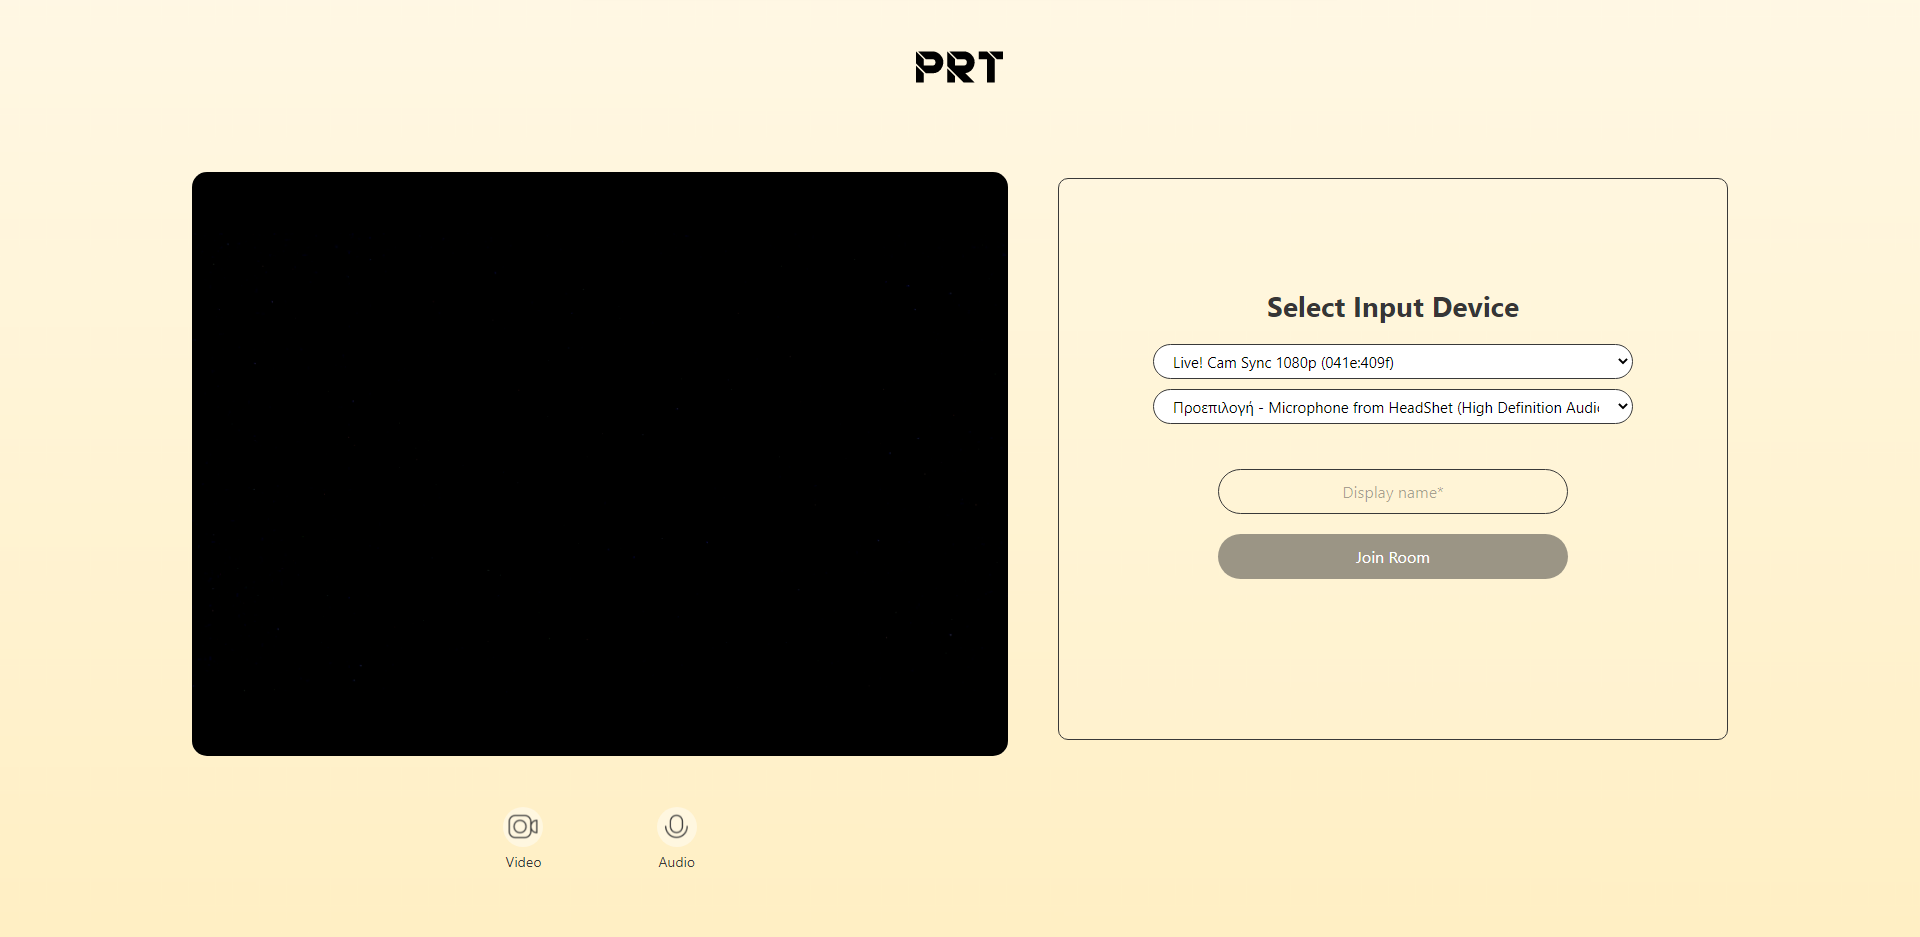 PRT
Select Input Device
Live! Cam Sync 1080p (041e:409f)
Προεπιλογή - Microphone from HeadShet (High Definition Audi
Display name*
Join Room
Video
Audio